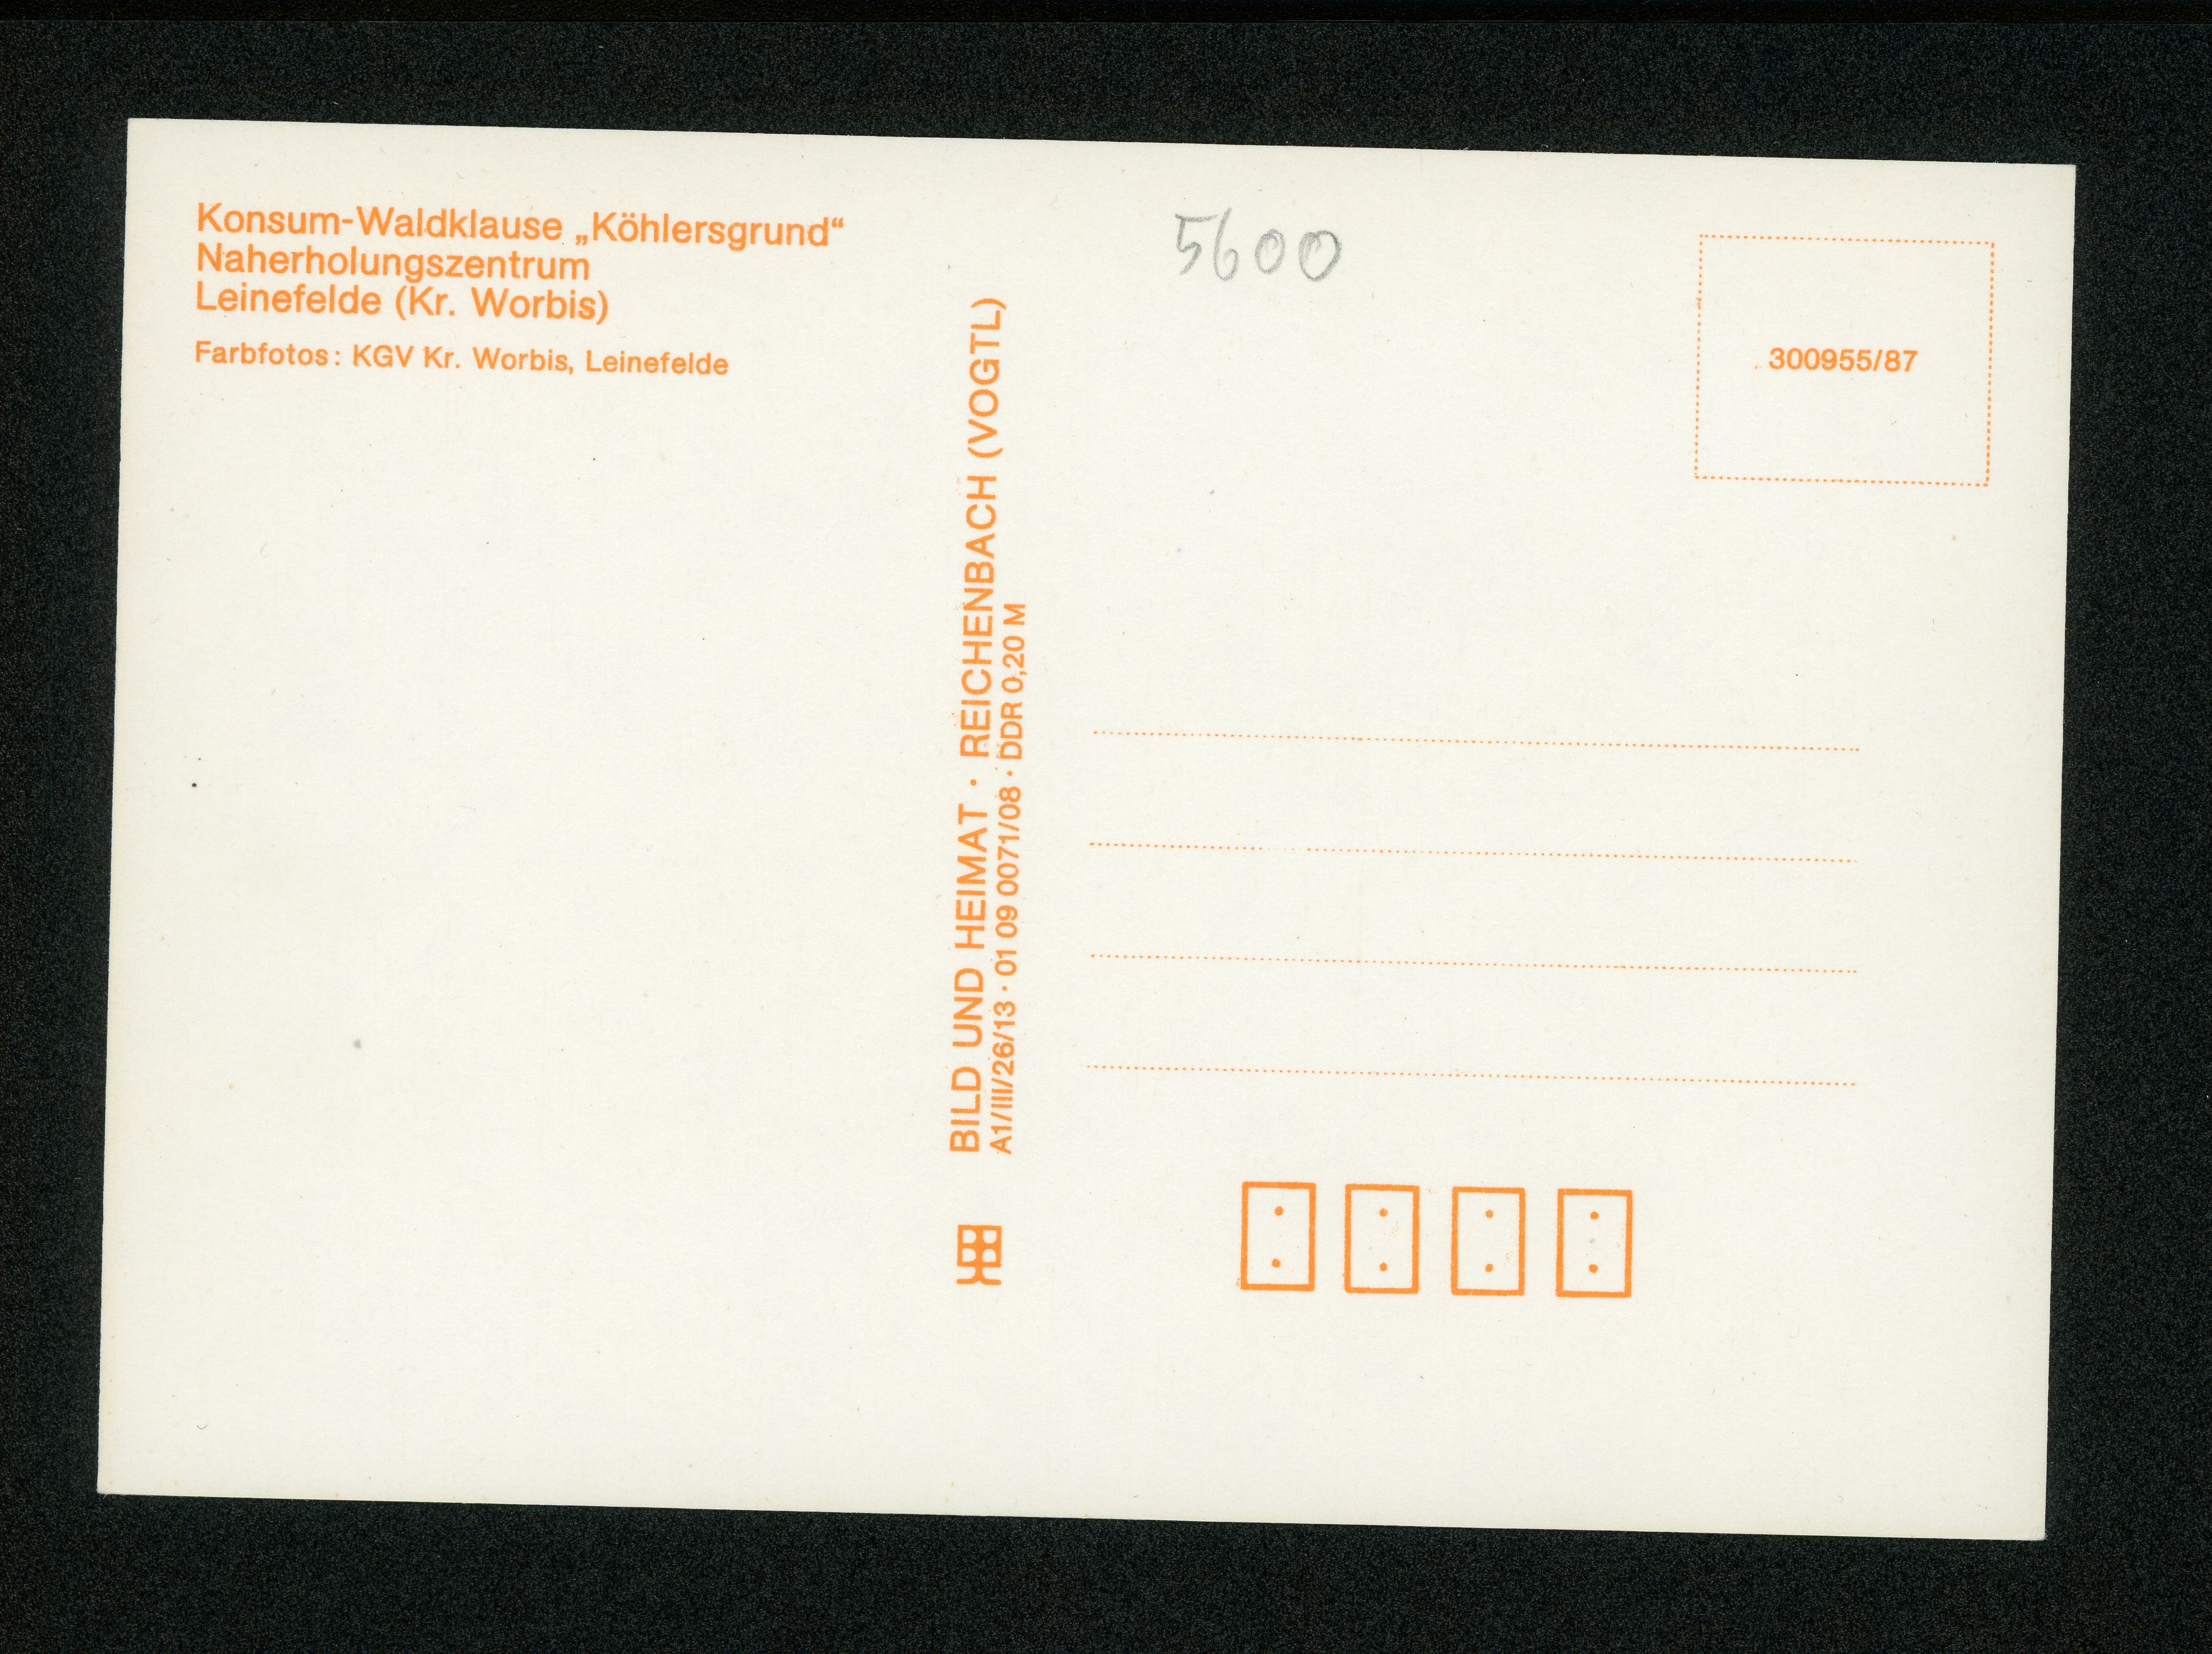 Konsum-Waldklause „Köhlersgrund“
Naherholungszentrum
Leinefelde (Kr. Worbis)
Farbfotos: KGV Kr. Worbis, Leinefelde
BILD UND HEIMAT · REICHENBACH (VOGTL)
A1/III/26/13 · 01 09 0071/08 · DDR 0,20 M
5600
300955/87